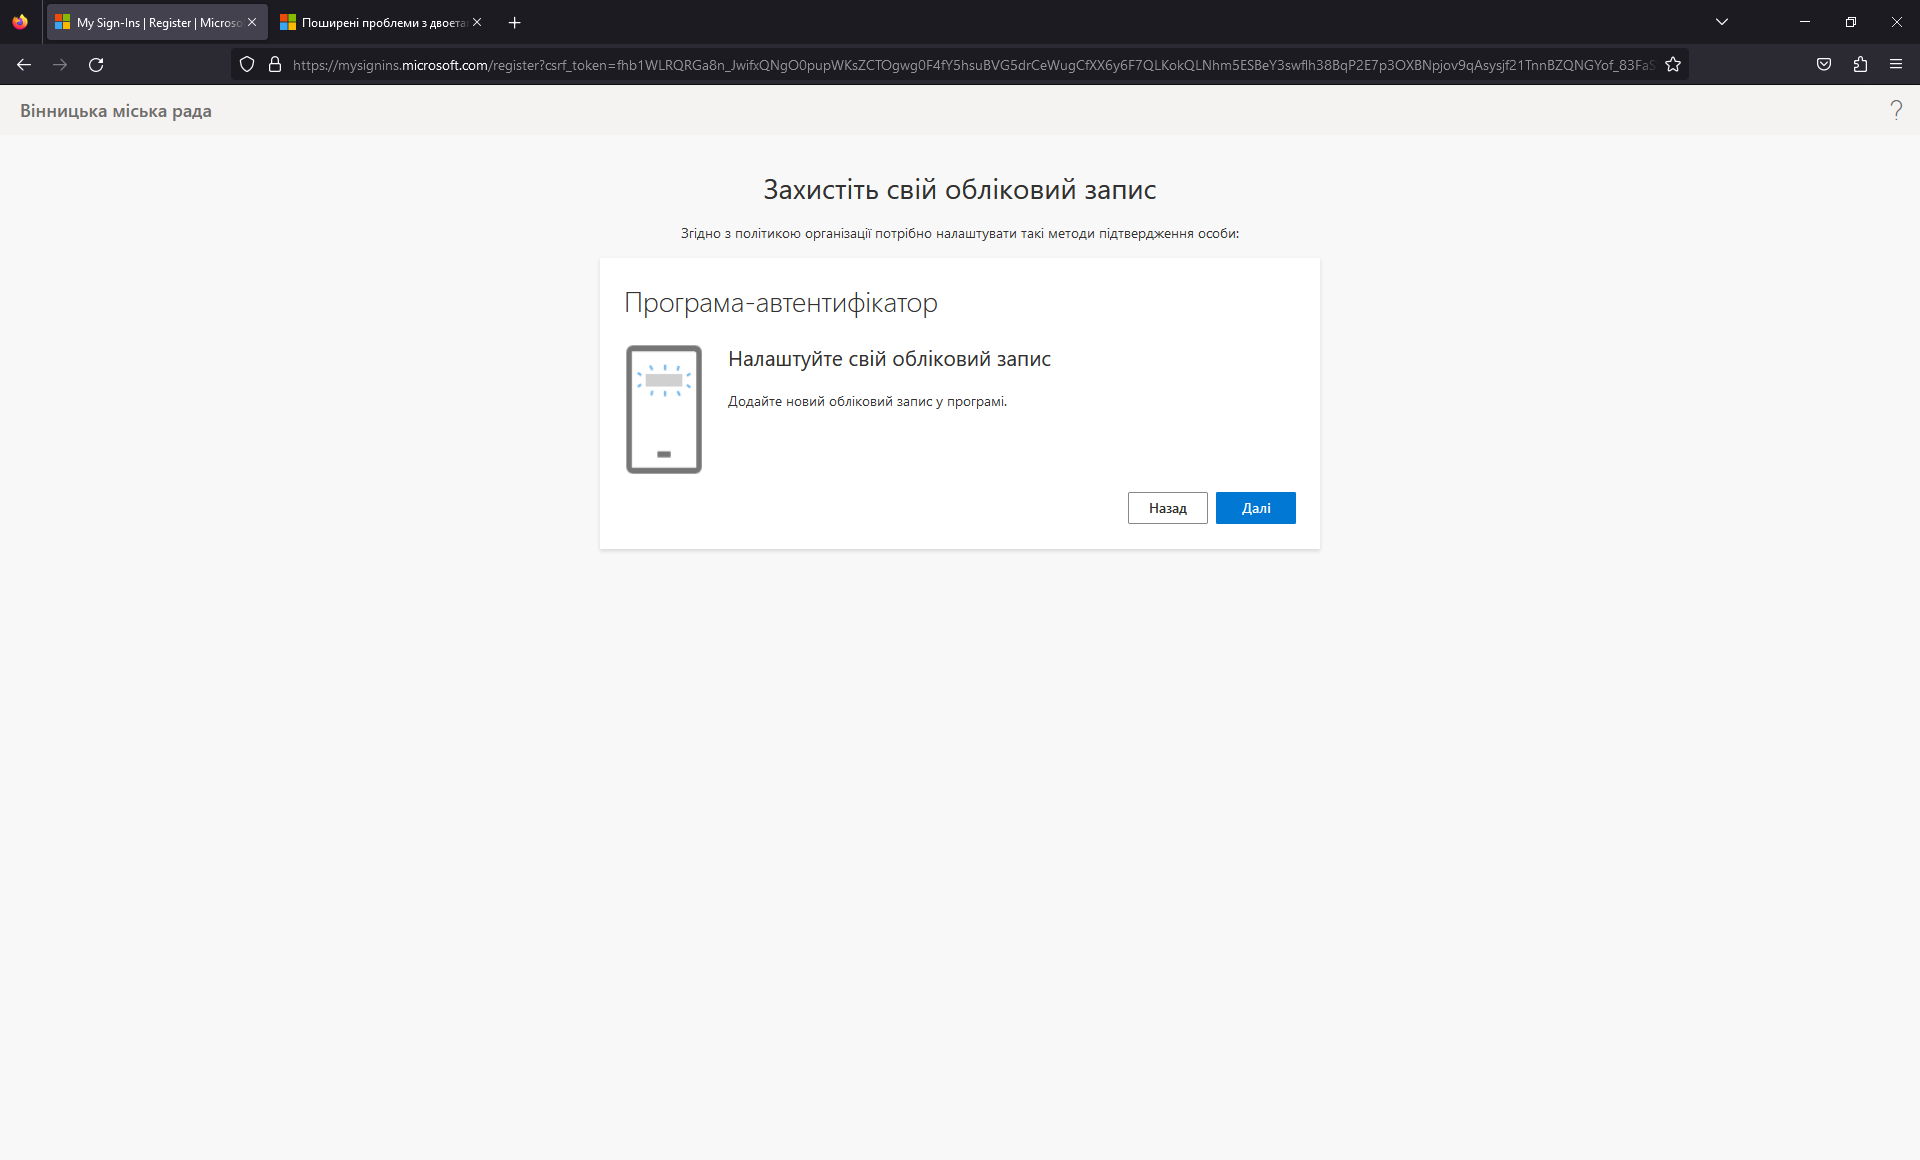 My Sign-Ins | Register | Microso
Поширені проблеми з двоета
https://mysignins.microsoft.com/register?csrf_token=fhb1WLRQRGa8n_JwifxQNgO0pupWKsZCTOgwg0F4fY5hsuBVG5drCeWugCfXX6y6F7QLKokQLNhm5ESBeY3swflh38BqP2E7p3OXBNpjov9qAsysjf21TnnBZQNGYof_83FaS
Вінницька міська рада
?
Захистіть свій обліковий запис
Згідно з політикою організації потрібно налаштувати такі методи підтвердження особи:
Програма-автентифікатор
Налаштуйте свій обліковий запис
Додайте новий обліковий запис у програмі.
Назад
Далі